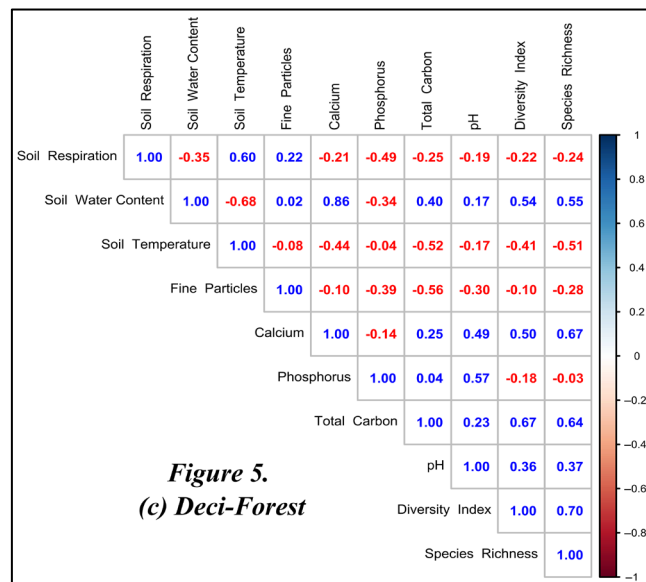 Soil Respiration
Soil Water Content
Soil Temperature
Fine Particles
Calcium
Phosphorus
Total Carbon
pH
Diversity Index
Species Richness
Soil Respiration 1.00 -0.35 0.60 0.22 -0.21 -0.49 -0.25 -0.19 -0.22 -0.24
Soil Water Content 1.00 -0.68 0.02 0.86 -0.34 0.40 0.17 0.54 0.55
Soil Temperature 1.00 -0.08 -0.44 -0.04 -0.52 -0.17 -0.41 -0.51
Fine Particles 1.00 -0.10 -0.39 -0.56 -0.30 -0.10 -0.28
Calcium 1.00 -0.14 0.25 0.49 0.50 0.67
Phosphorus 1.00 0.04 0.57 -0.18 -0.03
Total Carbon 1.00 0.23 0.67 0.64
pH 1.00 0.36 0.37
Diversity Index 1.00 0.70
Species Richness 1.00
Figure 5.
(c) Deci-Forest
1
0.8
0.6
0.4
0.2
0
−0.2
−0.4
−0.6
−0.8
−1